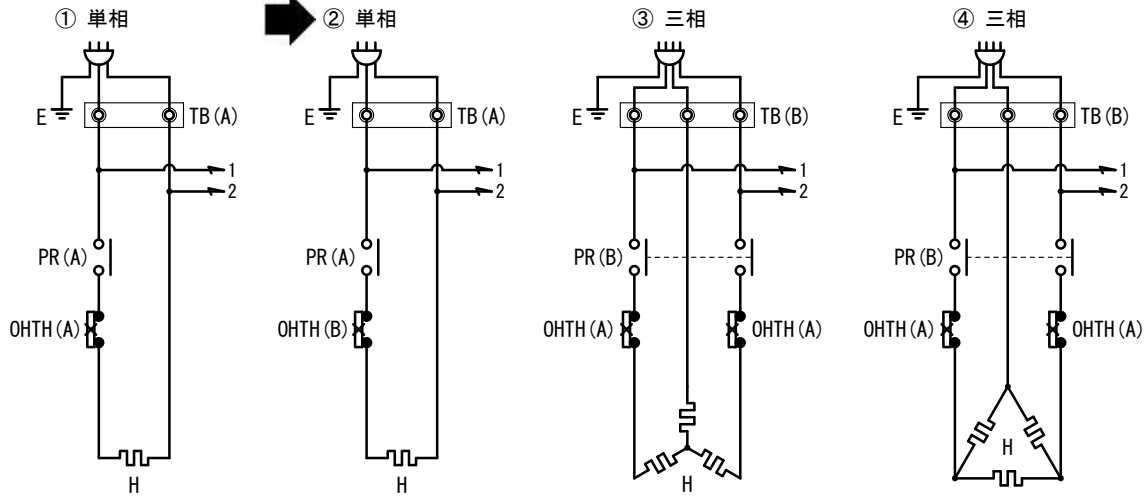 ① 単相
② 単相
③ 三相
④ 三相
E
TB(A)
E
TB(A)
E
TB(B)
E
TB(B)
1
2
1
2
1
2
1
2
PR(A)
PR(A)
PR(B)
PR(B)
OHTH(A)
OHTH(B)
OHTH(A)
OHTH(A)
OHTH(A)
OHTH(A)
H
H
H
H